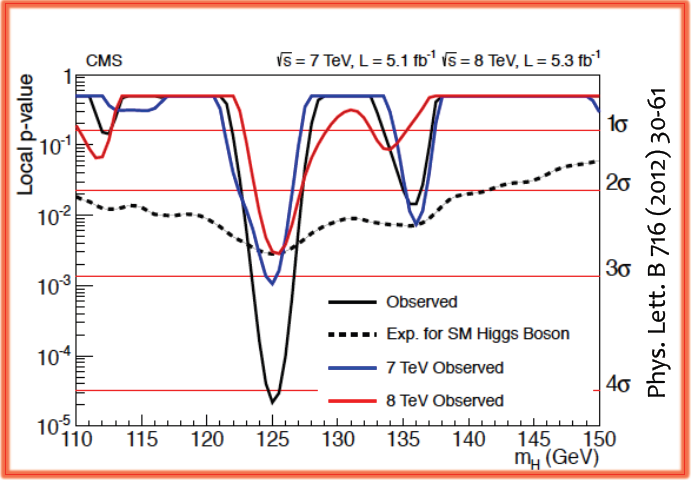 CMS
√s = 7 TeV, L = 5.1 fb⁻¹ √s = 8 TeV, L = 5.3 fb⁻¹
Local p-value
1
10⁻¹
10⁻²
10⁻³
10⁻⁴
10⁻⁵
1σ
2σ
3σ
4σ
Observed
Exp. for SM Higgs Boson
7 TeV Observed
8 TeV Observed
110 115 120 125 130 135 140 145 150
m_H (GeV)
Phys. Lett. B 716 (2012) 30-61